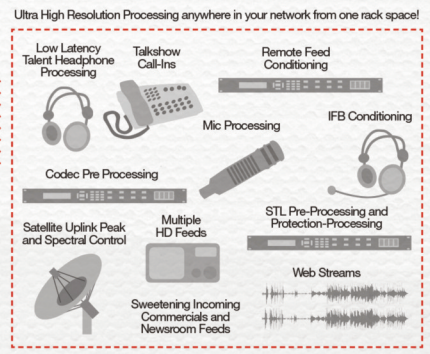 Ultra High Resolution Processing anywhere in your network from one rack space!
Low Latency
Talent Headphone
Processing
Talkshow
Call-Ins
Remote Feed
Conditioning
Mic Processing
IFB Conditioning
Codec Pre Processing
Satellite Uplink Peak
and Spectral Control
Multiple
HD Feeds
STL Pre-Processing and
Protection-Processing
Web Streams
Sweetening Incoming
Commercials and
Newsroom Feeds